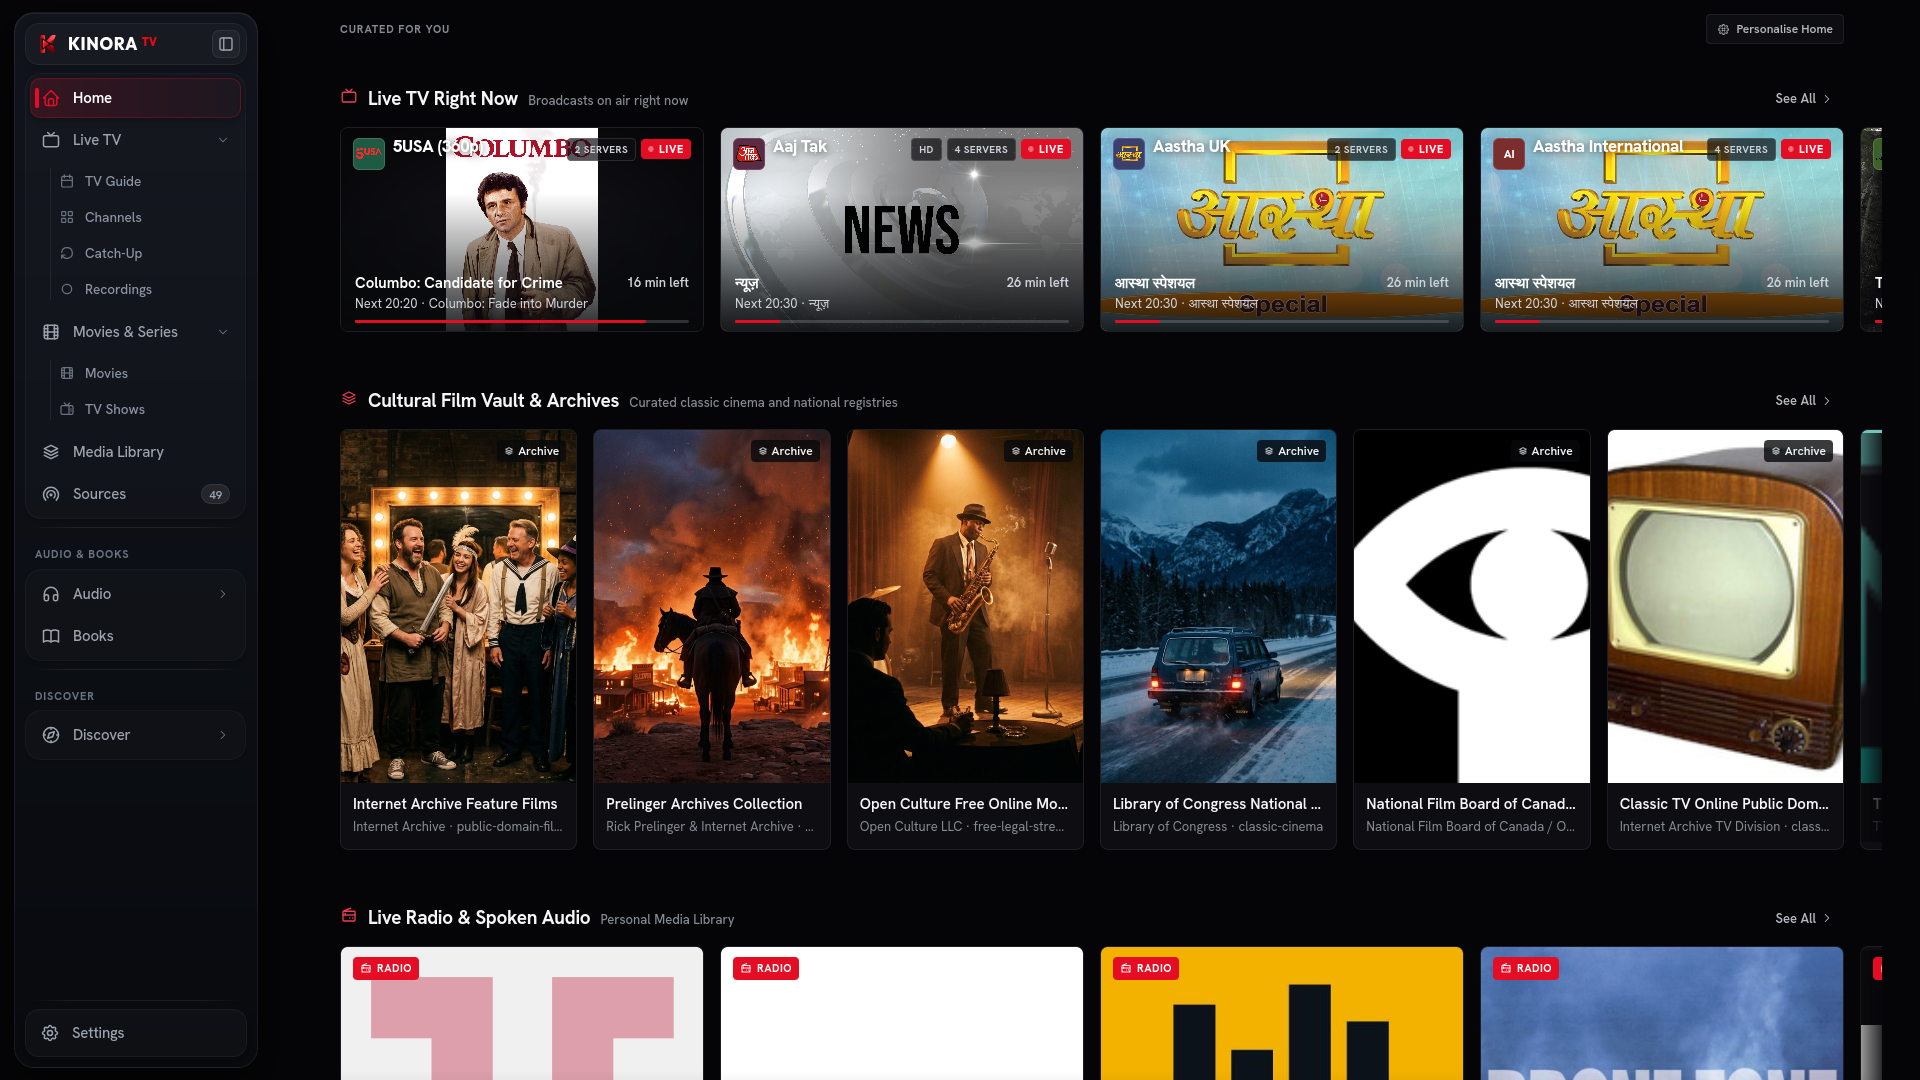 KINORA TV
Home
Live TV
TV Guide
Channels
Catch-Up
Recordings
Movies & Series
Movies
TV Shows
Media Library
Sources 49
AUDIO & BOOKS
Audio
Books
DISCOVER
Discover
Settings
CURATED FOR YOU
Personalise Home
Live TV Right Now Broadcasts on air right now
See All
5USA
5USA (360p)
COLUMBO
2 SERVERS
LIVE
Columbo: Candidate for Crime
16 min left
Next 20:20 · Columbo: Fade into Murder
Aaj Tak
HD
4 SERVERS
LIVE
NEWS
न्यूज़
26 min left
Next 20:30 · न्यूज़
Aastha UK
2 SERVERS
LIVE
आस्था
आस्था स्पेशयल
26 min left
Next 20:30 · आस्था स्पेशयल
Special
AI
Aastha International
4 SERVERS
LIVE
आस्था
आस्था स्पेशयल
26 min left
Next 20:30 · आस्था स्पेशयल
Special
Cultural Film Vault & Archives Curated classic cinema and national registries
See All
Archive
Internet Archive Feature Films
Internet Archive · public-domain-fil...
Archive
Prelinger Archives Collection
Rick Prelinger & Internet Archive · ...
Archive
Open Culture Free Online Mo...
Open Culture LLC · free-legal-stre...
Archive
Library of Congress National ...
Library of Congress · classic-cinema
Archive
National Film Board of Canad...
National Film Board of Canada / O...
Archive
Classic TV Online Public Dom...
Internet Archive TV Division · class...
Live Radio & Spoken Audio Personal Media Library
See All
RADIO
RADIO
RADIO
RADIO
DRONE ZONE